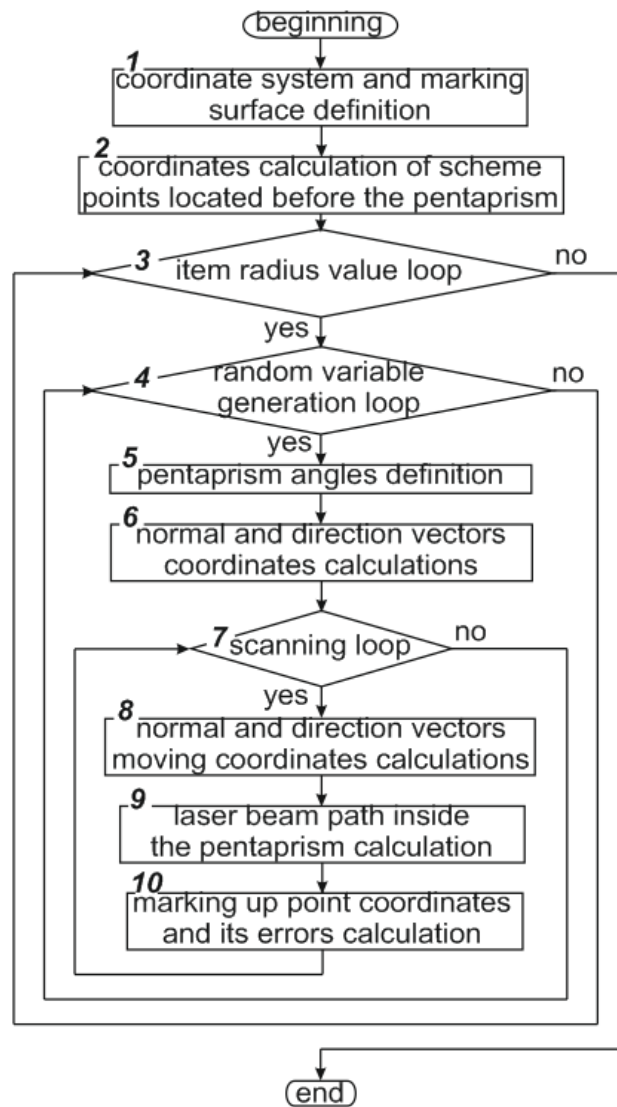 beginning
1
coordinate system and marking
surface definition
2
coordinates calculation of scheme
points located before the pentaprism
3
item radius value loop
no
yes
4
random variable
generation loop
no
yes
5
pentaprism angles definition
6
normal and direction vectors
coordinates calculations
7
scanning loop
no
yes
8
normal and direction vectors
moving coordinates calculations
9
laser beam path inside
the pentaprism calculation
10
marking up point coordinates
and its errors calculation
end